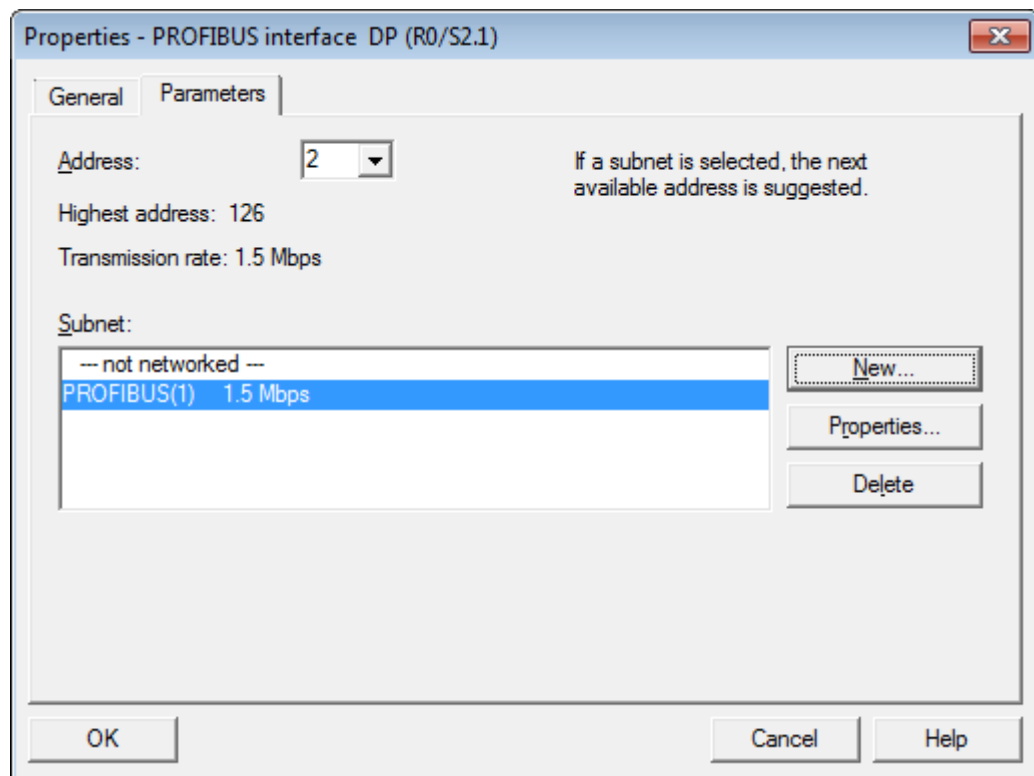 Properties - PROFIBUS interface  DP (R0/S2.1)
General
Parameters
Address:
2
If a subnet is selected, the next
available address is suggested.
Highest address: 126
Transmission rate: 1.5 Mbps
Subnet:
--- not networked ---
PROFIBUS(1) 1.5 Mbps
New...
Properties...
Delete
OK
Cancel
Help